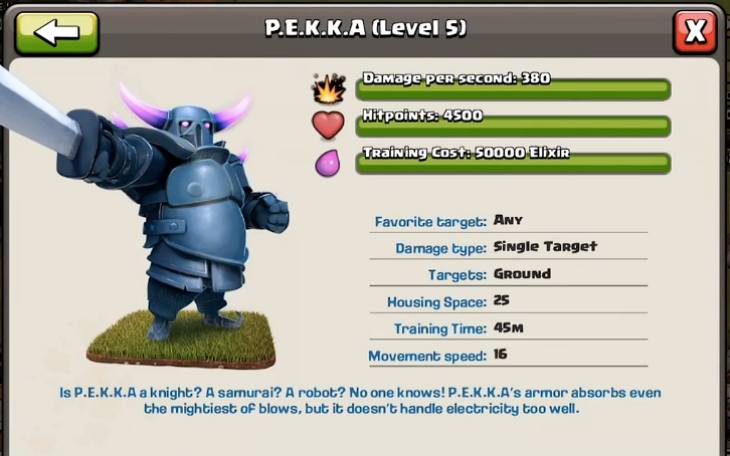 P.E.K.K.A (Level 5)
X
Damage per second: 380
Hitpoints: 4500
Training Cost: 50000 Elixir
Favorite target: Any
Damage type: Single Target
Targets: Ground
Housing Space: 25
Training Time: 45m
Movement speed: 16
Is P.E.K.K.A a knight? A samurai? A robot? No one knows! P.E.K.K.A's armor absorbs even
the mightiest of blows, but it doesn't handle electricity too well.